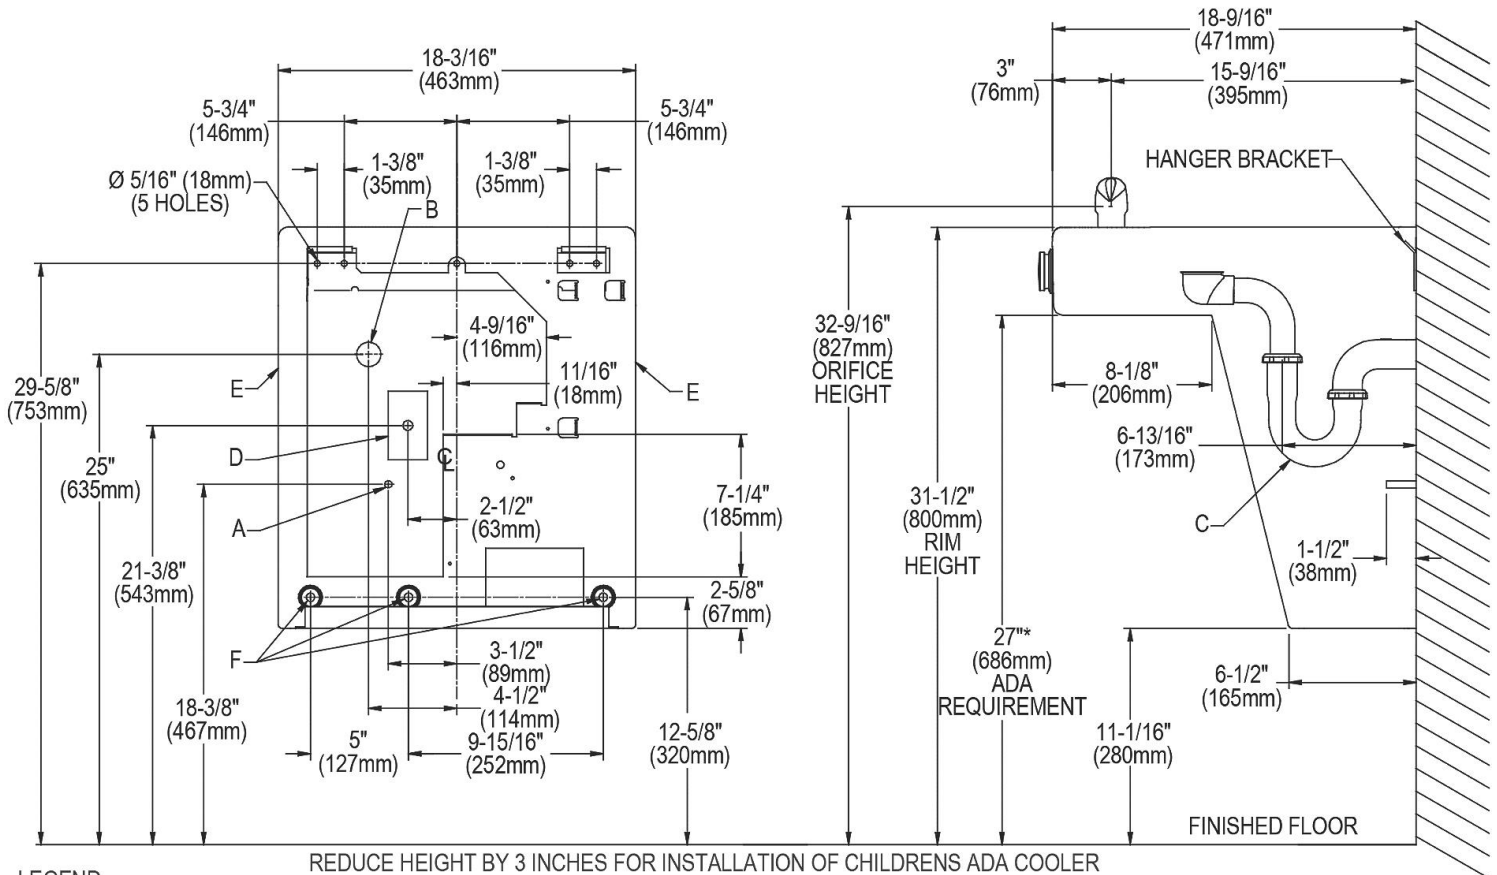 18-3/16"
(463mm)
5-3/4"
(146mm)
5-3/4"
(146mm)
1-3/8"
(35mm)
1-3/8"
(35mm)
Ø 5/16" (18mm)
(5 HOLES)
B
4-9/16"
(116mm)
11/16"
(18mm)
E
E
29-5/8"
(753mm)
25"
(635mm)
D
CL
A
2-1/2"
(63mm)
7-1/4"
(185mm)
21-3/8"
(543mm)
2-5/8"
(67mm)
F
3-1/2"
(89mm)
4-1/2"
(114mm)
18-3/8"
(467mm)
5"
(127mm)
9-15/16"
(252mm)
12-5/8"
(320mm)
18-9/16"
(471mm)
3"
(76mm)
15-9/16"
(395mm)
HANGER BRACKET
32-9/16"
(827mm)
ORIFICE
HEIGHT
8-1/8"
(206mm)
6-13/16"
(173mm)
31-1/2"
(800mm)
RIM
HEIGHT
C
1-1/2"
(38mm)
27"*
(686mm)
ADA
REQUIREMENT
6-1/2"
(165mm)
11-1/16"
(280mm)
FINISHED FLOOR
REDUCE HEIGHT BY 3 INCHES FOR INSTALLATION OF CHILDRENS ADA COOLER
LEGEND